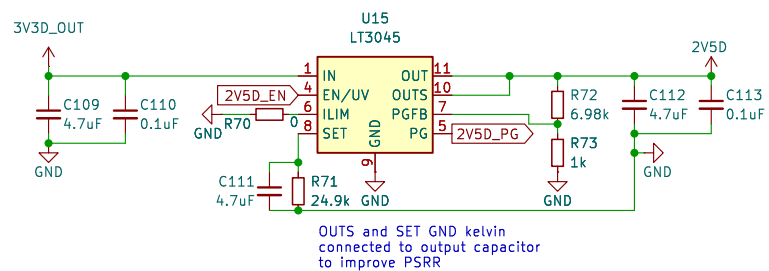 U15
LT3045
3V3D_OUT
2V5D
1 IN OUT 11
2V5D_EN 4 EN/UV OUTS 10
GND R70 0 6 ILIM PGFB 7
8 SET PG 5 2V5D_PG
GND
9
C109
4.7uF
C110
0.1uF
GND
R72
6.98k
R73
1k
GND
C112
4.7uF
C113
0.1uF
GND
C111
4.7uF
R71
24.9k
GND
OUTS and SET GND kelvin
connected to output capacitor
to improve PSRR